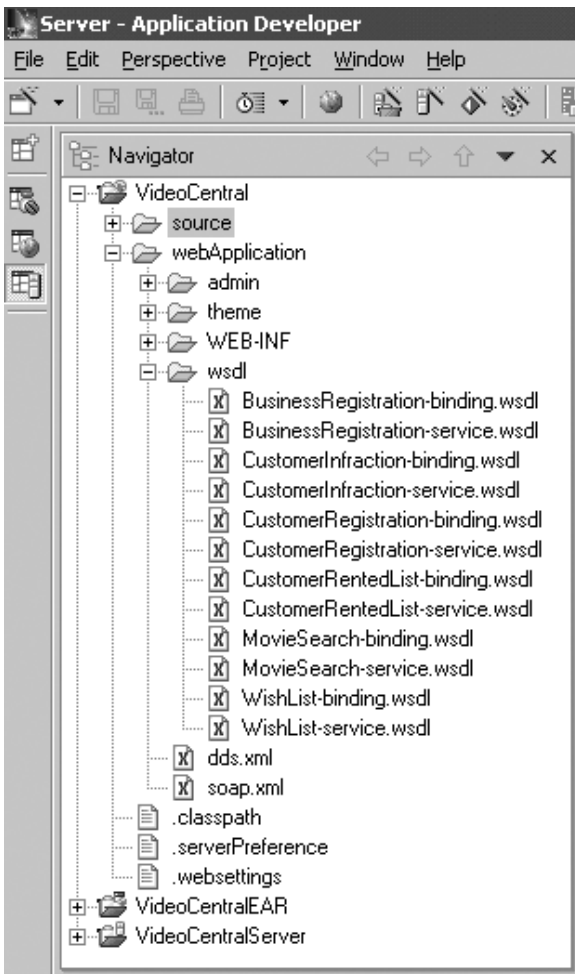 Server - Application Developer
File Edit Perspective Project Window Help
Navigator
VideoCentral
source
webApplication
admin
theme
WEB-INF
wsdl
BusinessRegistration-binding.wsdl
BusinessRegistration-service.wsdl
CustomerInfraction-binding.wsdl
CustomerInfraction-service.wsdl
CustomerRegistration-binding.wsdl
CustomerRegistration-service.wsdl
CustomerRentedList-binding.wsdl
CustomerRentedList-service.wsdl
MovieSearch-binding.wsdl
MovieSearch-service.wsdl
WishList-binding.wsdl
WishList-service.wsdl
dds.xml
soap.xml
.classpath
.serverPreference
.websettings
VideoCentralEAR
VideoCentralServer